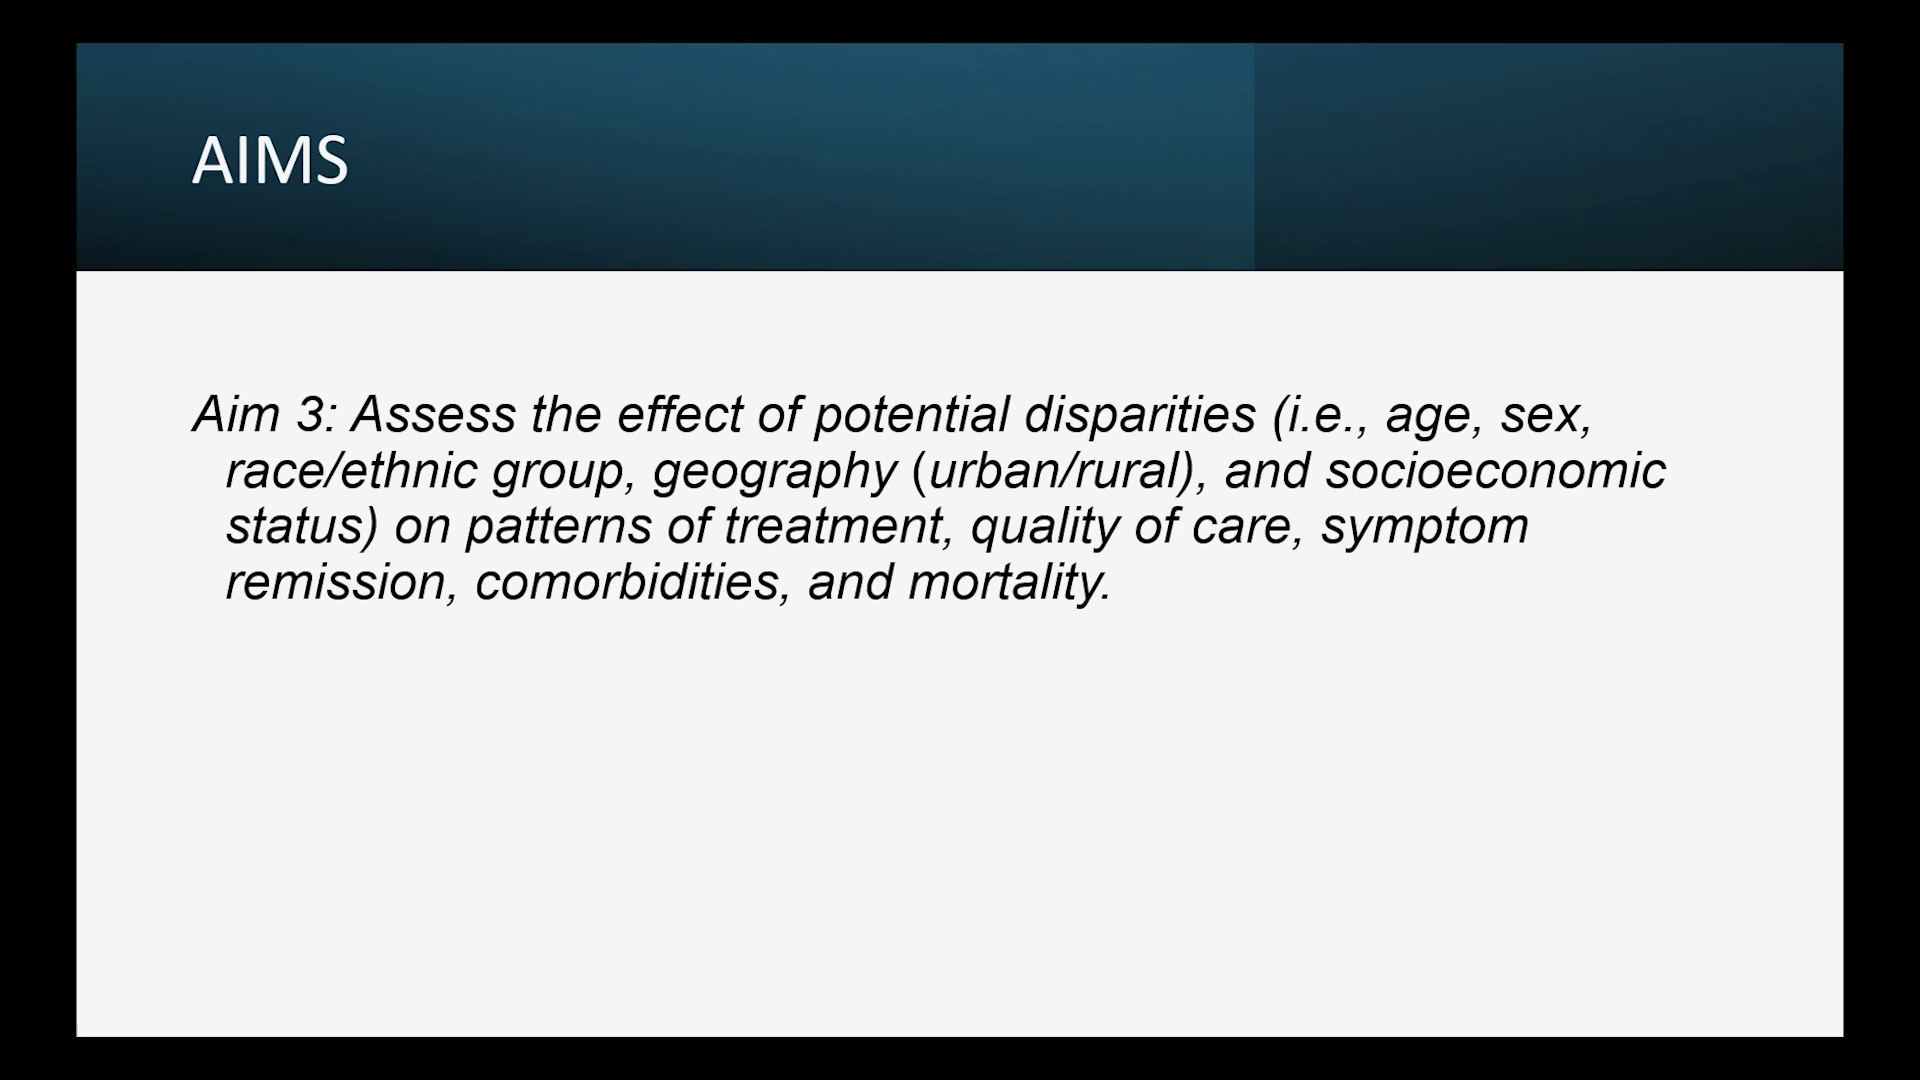 AIMS
Aim 3: Assess the effect of potential disparities (i.e., age, sex,
race/ethnic group, geography (urban/rural), and socioeconomic
status) on patterns of treatment, quality of care, symptom
remission, comorbidities, and mortality.